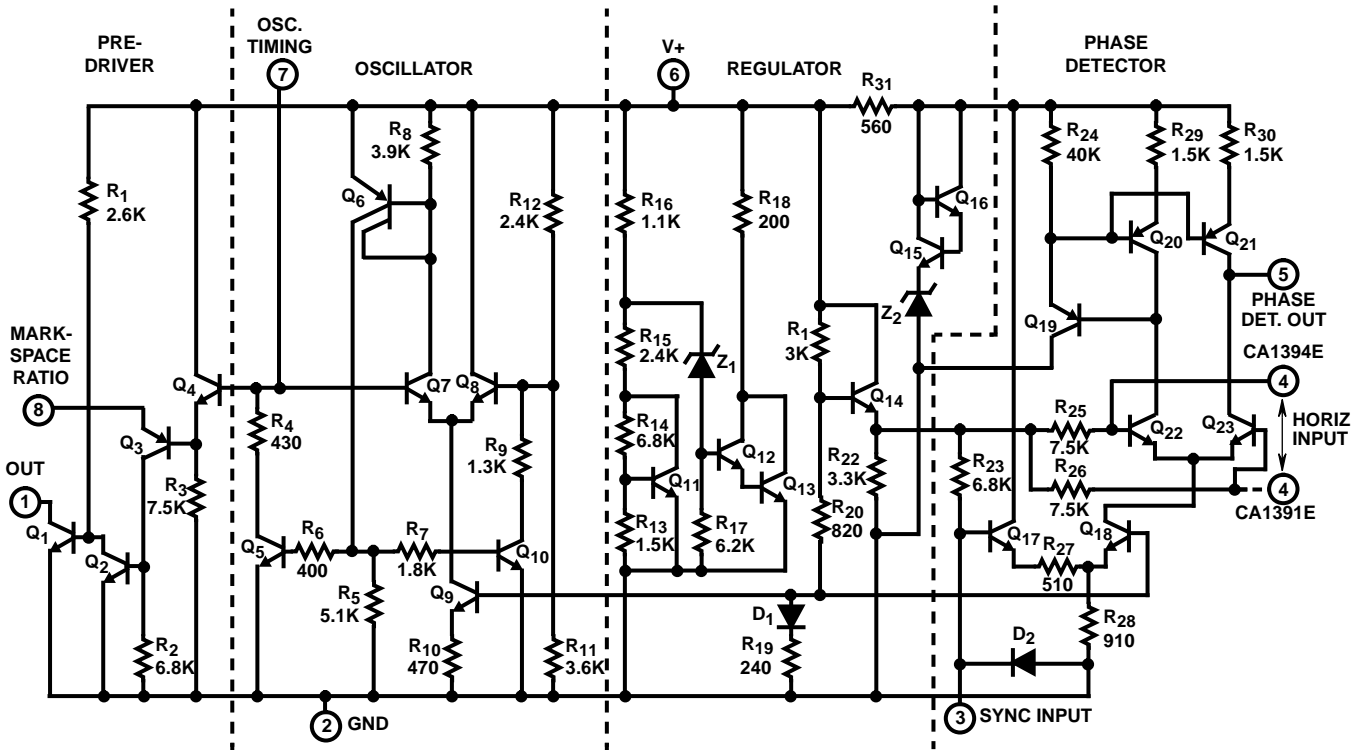 PRE-
DRIVER
OSC.
TIMING
7
OSCILLATOR
V+
6
REGULATOR
PHASE
DETECTOR
R1
2.6K
R8
3.9K
Q6
R12
2.4K
R16
1.1K
R18
200
R31
560
Q16
Q15
Z2
R24
40K
R29
1.5K
R30
1.5K
Q20
Q21
5
PHASE
DET. OUT
Q19
MARK-
SPACE
RATIO
8
Q4
Q3
R4
430
Q7
Q8
R15
2.4K
Z1
R1
3K
Q14
CA1394E
4
HORIZ
INPUT
4
CA1391E
R25
7.5K
Q22
Q23
R26
7.5K
OUT
1
Q1
Q2
R3
7.5K
R9
1.3K
R14
6.8K
Q11
Q12
Q13
R22
3.3K
R23
6.8K
Q5
R6
400
R7
1.8K
Q10
R13
1.5K
R17
6.2K
R20
820
Q17
R27
510
Q18
R5
5.1K
Q9
R2
6.8K
R10
470
R11
3.6K
D1
R19
240
D2
R28
910
2
GND
3
SYNC INPUT